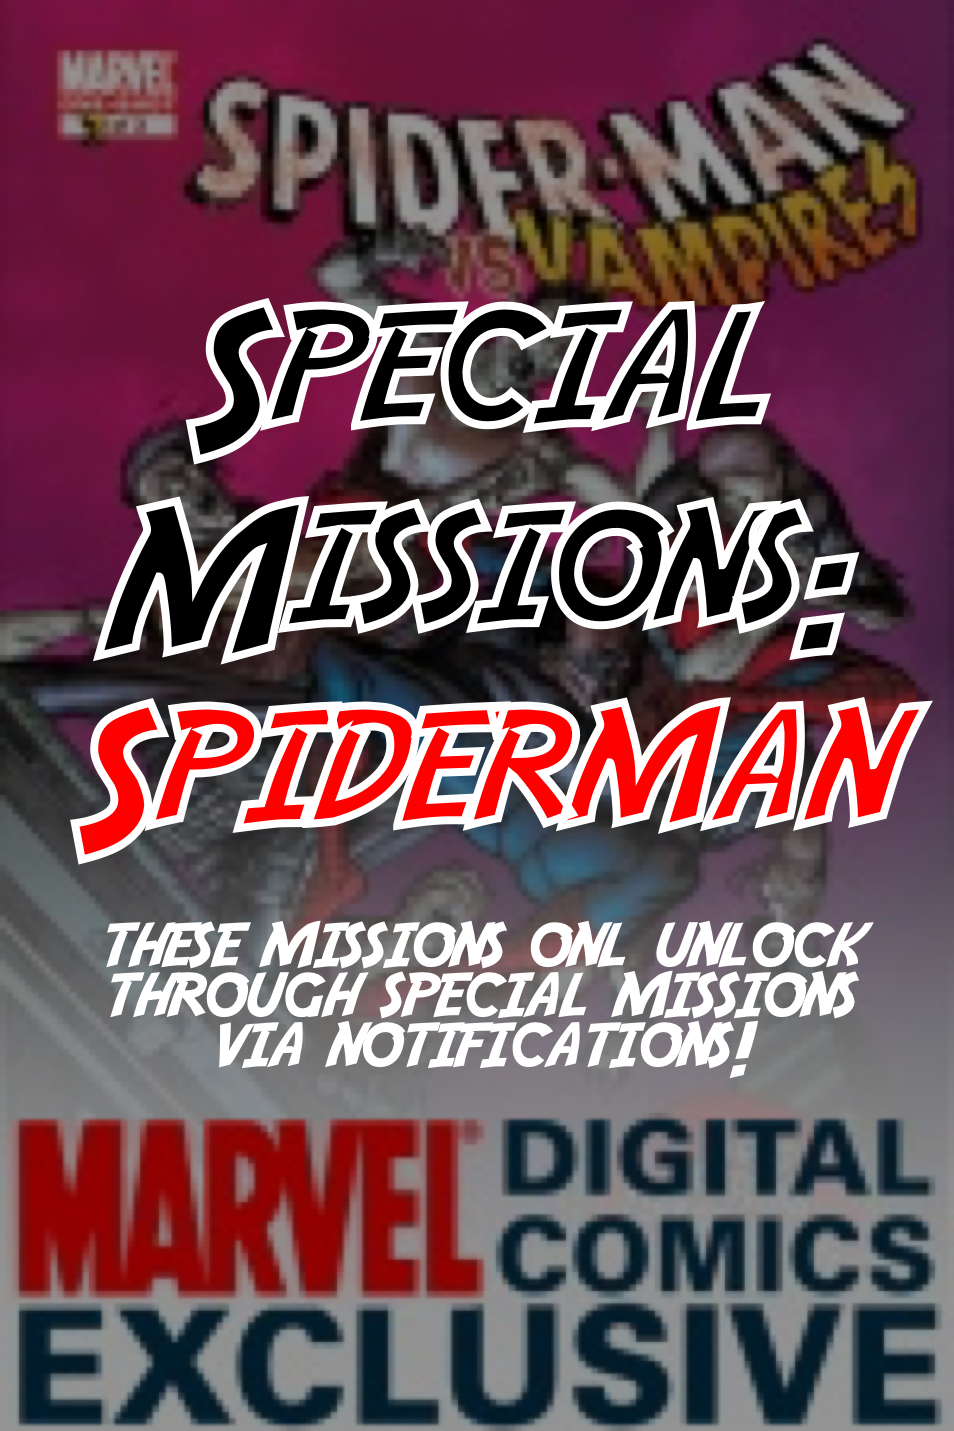 MARVEL
SPIDER-MAN
VS VAMPIRES
SPECIAL
MISSIONS:
SPIDERMAN
THESE MISSIONS ONL UNLOCK
THROUGH SPECIAL MISSIONS
VIA NOTIFICATIONS!
MARVEL® DIGITAL
COMICS
EXCLUSIVE